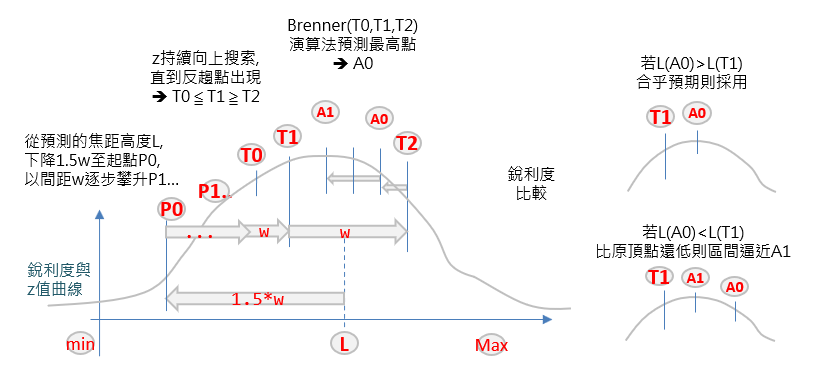 Brenner(T0,T1,T2)
演算法預測最高點
➔ A0
z持續向上搜索,
直到反趨點出現
➔ T0 ≦ T1 ≧ T2
若L(A0)>L(T1)
合乎預期則採用
T1
A0
從預測的焦距高度L,
下降1.5w至起點P0,
以間距w逐步攀升P1...
A1
A0
T1
T2
T0
P1..
P0
銳利度
比較
...
w
w
若L(A0)<L(T1)
比原頂點還低則區間逼近A1
T1
A1
A0
銳利度與
z值曲線
1.5*w
min
L
Max